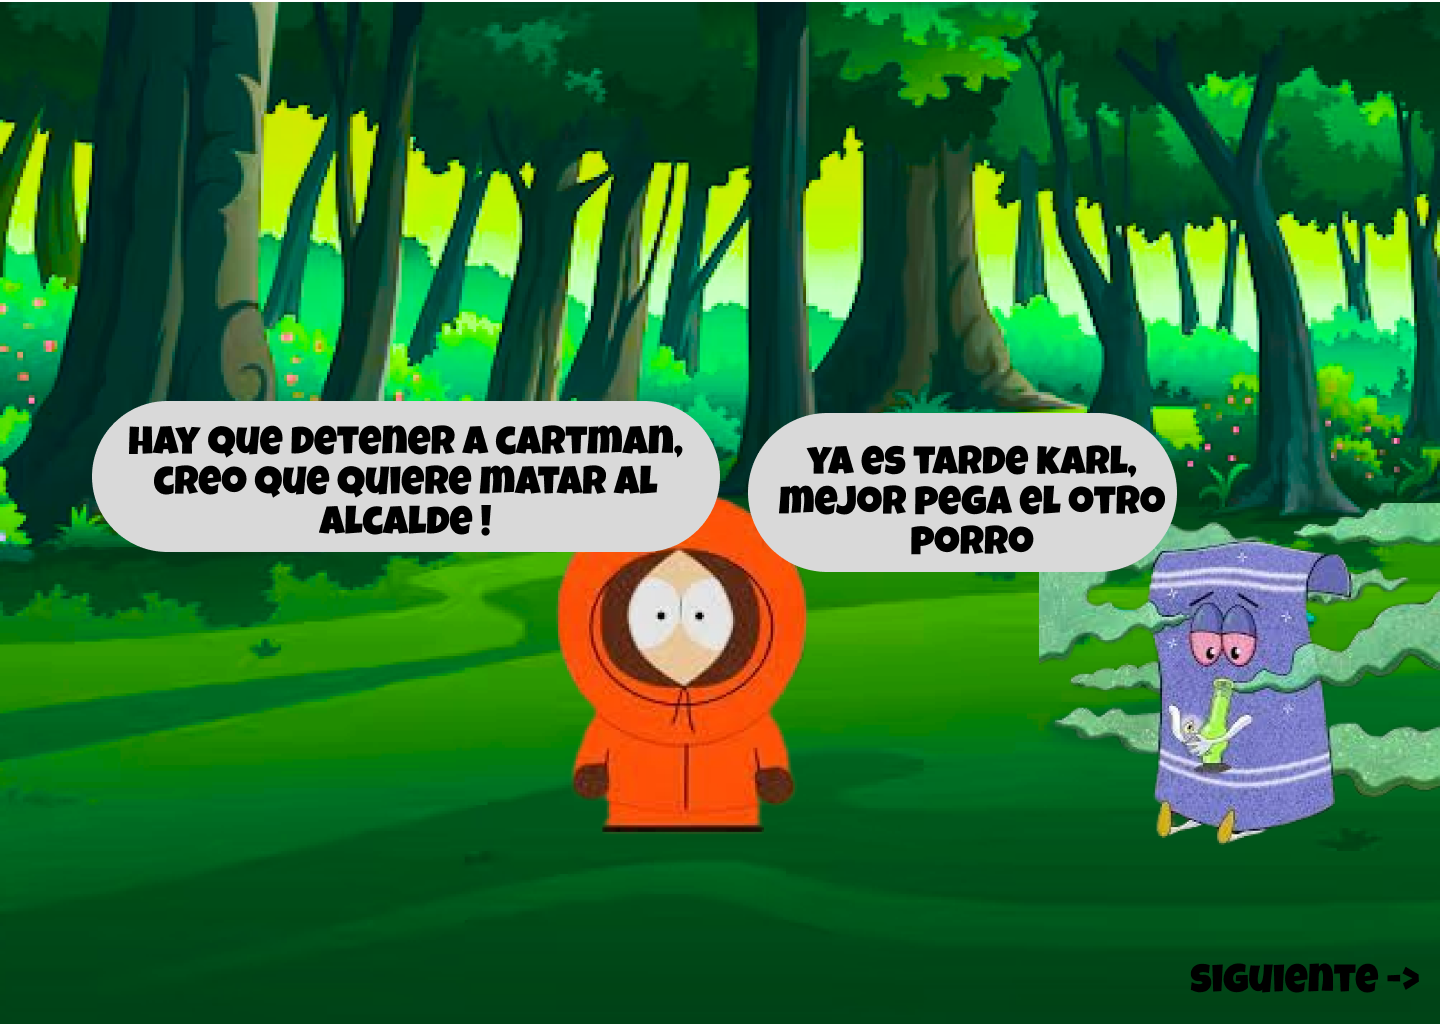 Hay que detener a Cartman,
creo que quiere matar al
alcalde !
Ya es tarde Karl,
mejor pega el otro
porro
Siguiente ->